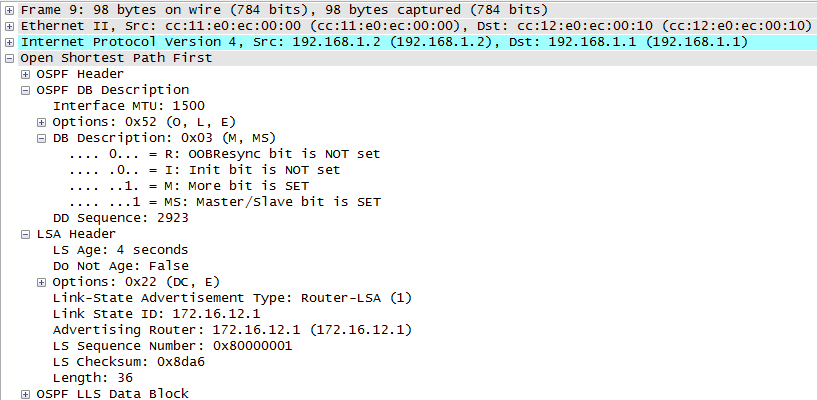 Frame 9: 98 bytes on wire (784 bits), 98 bytes captured (784 bits)
Ethernet II, Src: cc:11:e0:ec:00:00 (cc:11:e0:ec:00:00), Dst: cc:12:e0:ec:00:10 (cc:12:e0:ec:00:10)
Internet Protocol Version 4, Src: 192.168.1.2 (192.168.1.2), Dst: 192.168.1.1 (192.168.1.1)
Open Shortest Path First
OSPF Header
OSPF DB Description
Interface MTU: 1500
Options: 0x52 (O, L, E)
DB Description: 0x03 (M, MS)
.... 0... = R: OOBResync bit is NOT set
.... .0.. = I: Init bit is NOT set
.... ..1. = M: More bit is SET
.... ...1 = MS: Master/Slave bit is SET
DD Sequence: 2923
LSA Header
LS Age: 4 seconds
Do Not Age: False
Options: 0x22 (DC, E)
Link-State Advertisement Type: Router-LSA (1)
Link State ID: 172.16.12.1
Advertising Router: 172.16.12.1 (172.16.12.1)
LS Sequence Number: 0x80000001
LS Checksum: 0x8da6
Length: 36
OSPF LLS Data Block